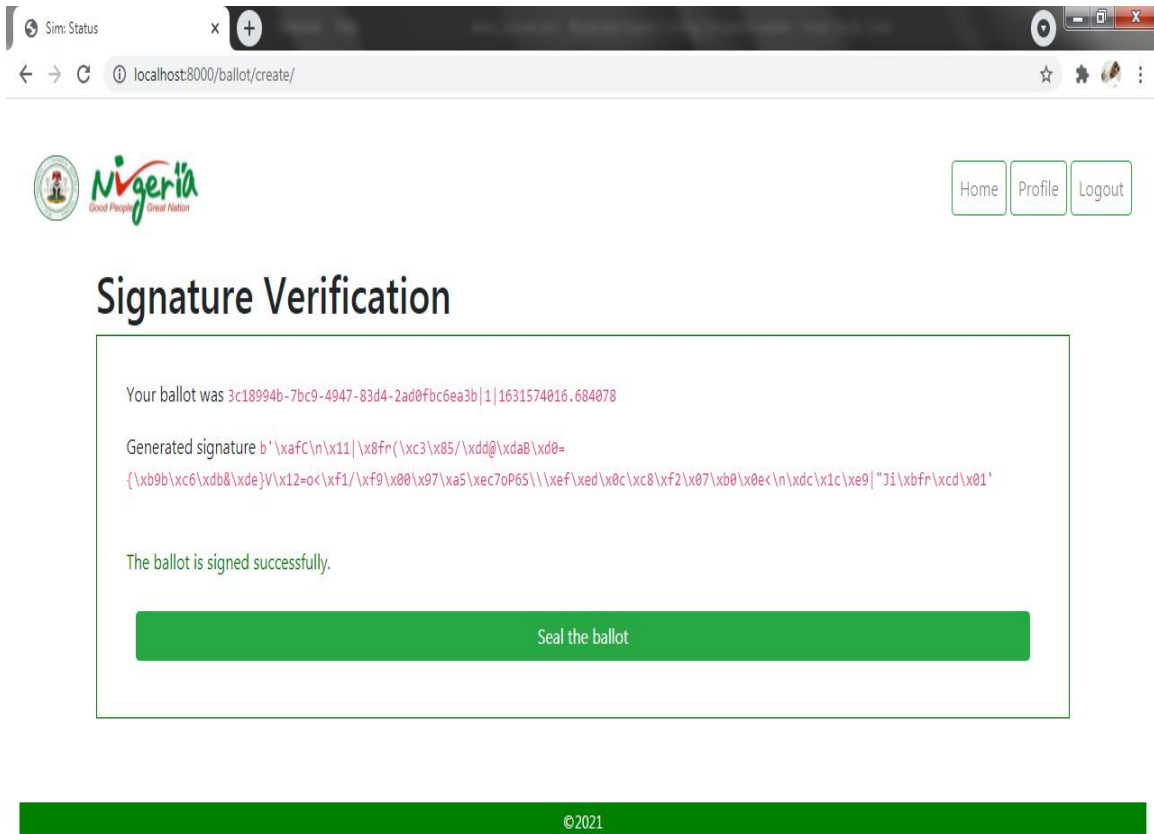 Sim: Status
localhost:8000/ballot/create/
Nigeria
Good People Great Nation
Home Profile Logout
Signature Verification
Your ballot was 3c18994b-7bc9-4947-83d4-2ad0fbc6ea3b|1|1631574016.684078
Generated signature b'\xafC\n\x11|\x8fr(\xc3\x85/\xdd@\xdaB\xd0=
{\xb9b\xc6\xdb&\xde}V\x12=o<\xf1/\xf9\x00\x97\xa5\xec7oP6S\\\xef\xed\x0c\xc8\xf2\x07\xb0\x0e<\n\xdc\x1c\xe9|"Ji\xbfr\xcd\x01'
The ballot is signed successfully.
Seal the ballot
©2021